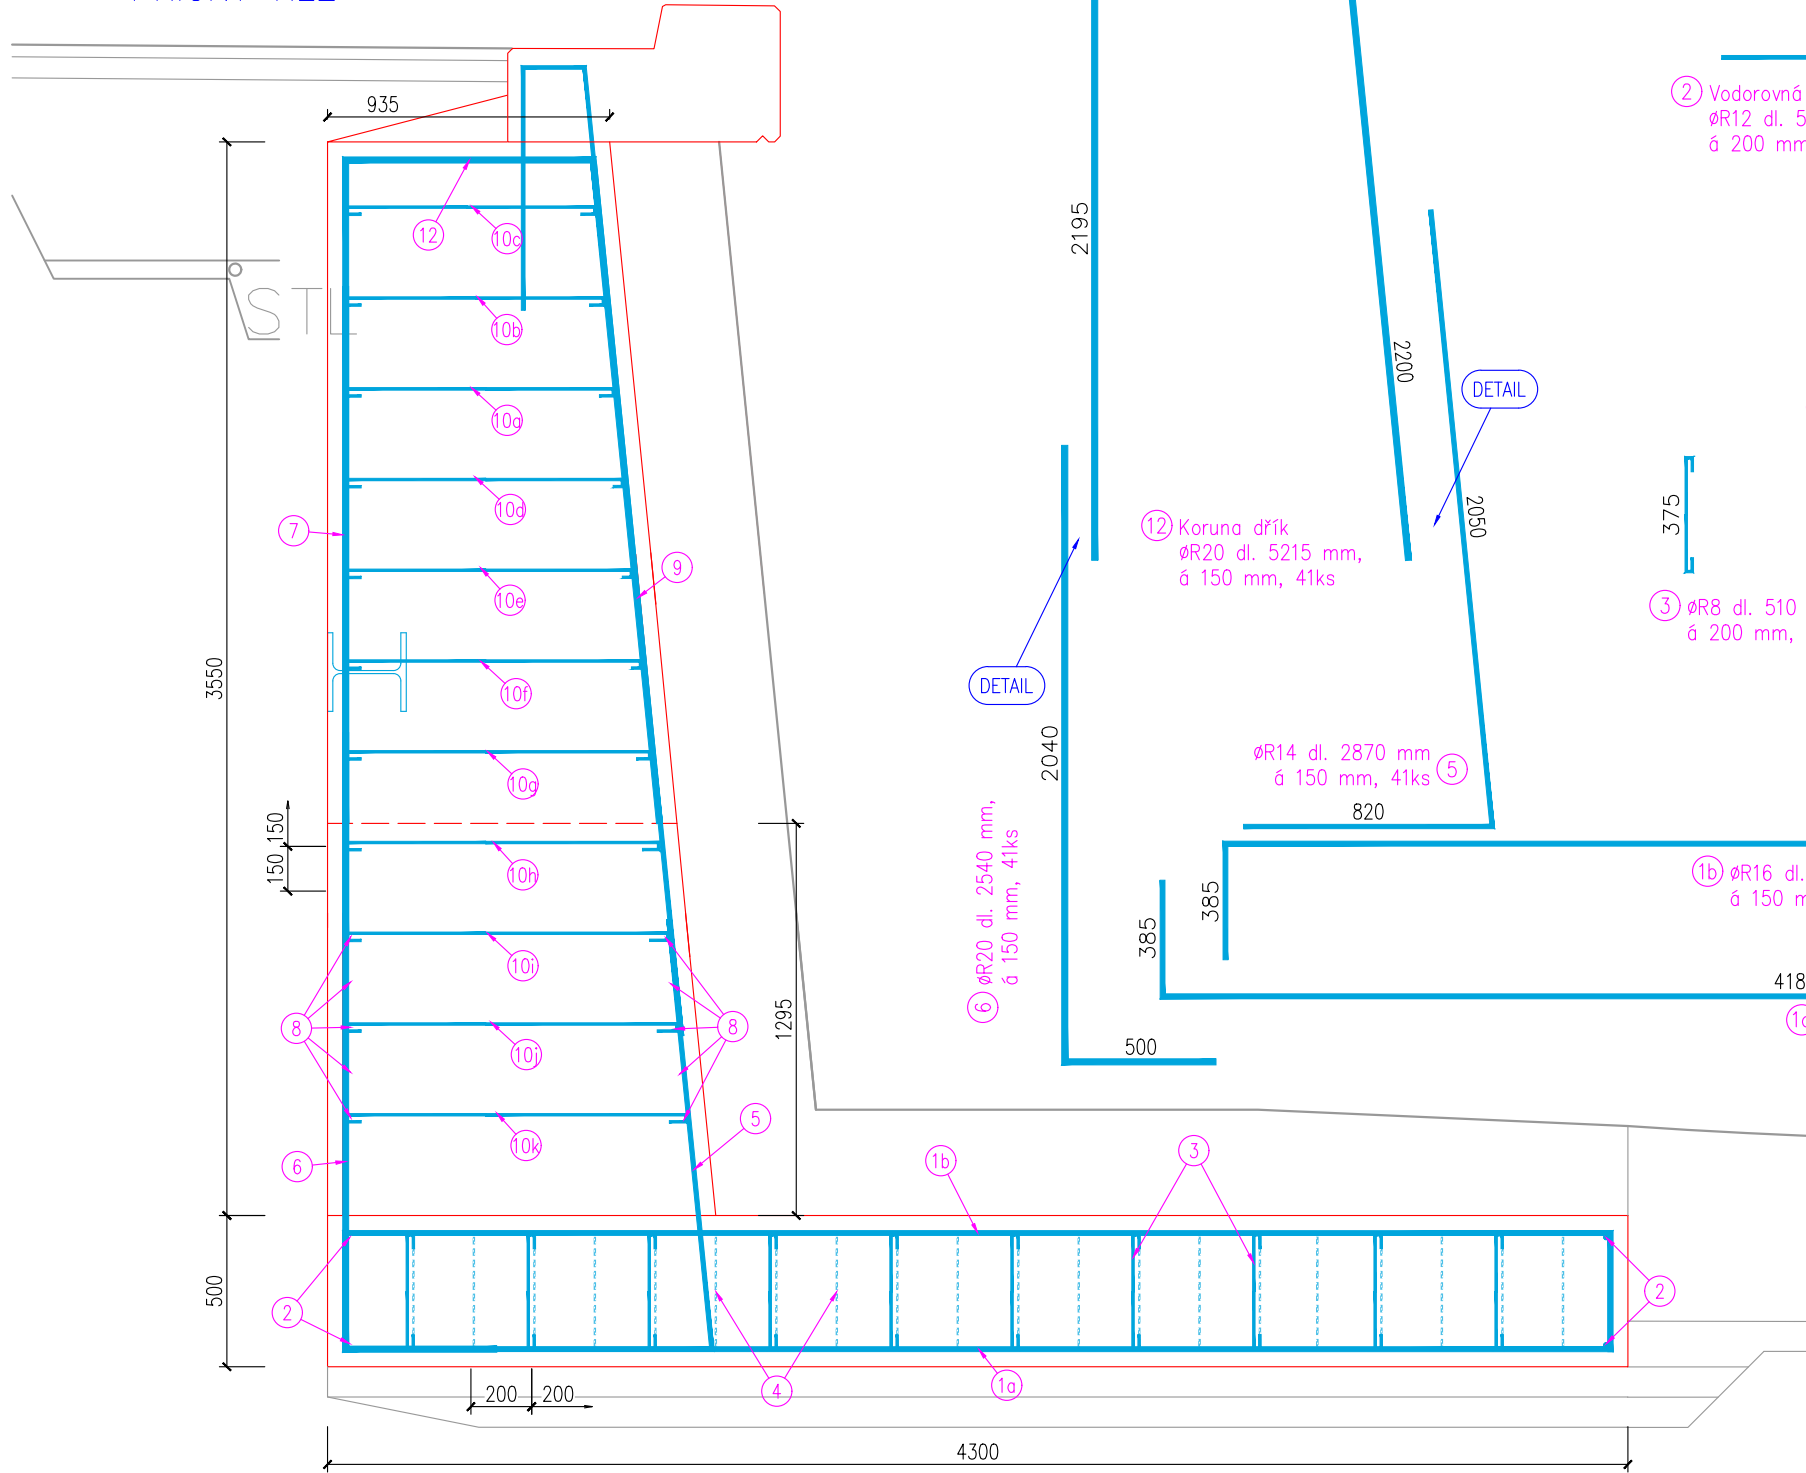 935
2195
2 Vodorovná
øR12 dl. 5
á 200 mm
12
10c
STL
10b
2200
10a
DETAIL
10d
7
2050
375
12 Koruna dřík
øR20 dl. 5215 mm,
á 150 mm, 41ks
9
10e
3 øR8 dl. 510
á 200 mm,
3550
10f
DETAIL
2040
øR14 dl. 2870 mm
á 150 mm, 41ks 5
10g
820
150
150
6 øR20 dl. 2540 mm,
á 150 mm, 41ks
10h
385
1b øR16 dl.
á 150 m
385
10i
418
8
8
1295
10j
500
5
10k
6
1b
3
500
2
2
4
1a
200
200
4300